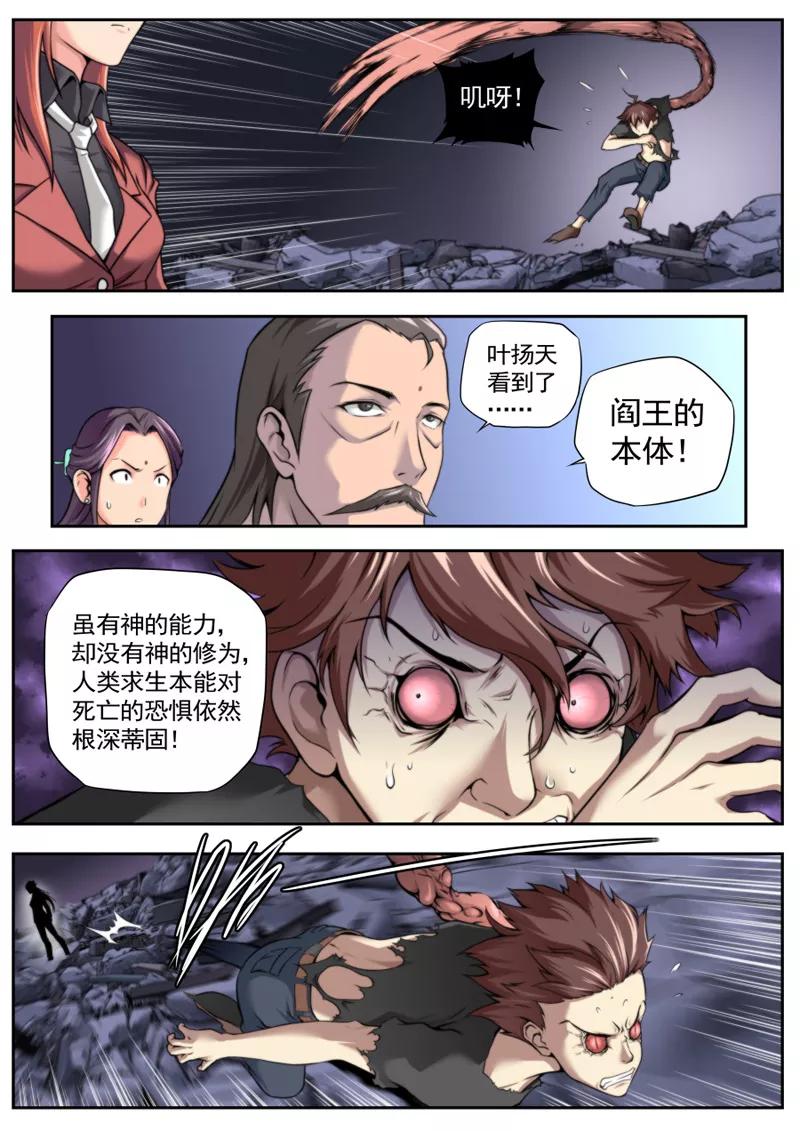 叽呀！
叶扬天
看到了
……
阎王的
本体！
虽有神的能力，
却没有神的修为，
人类求生本能对
死亡的恐惧依然
根深蒂固！